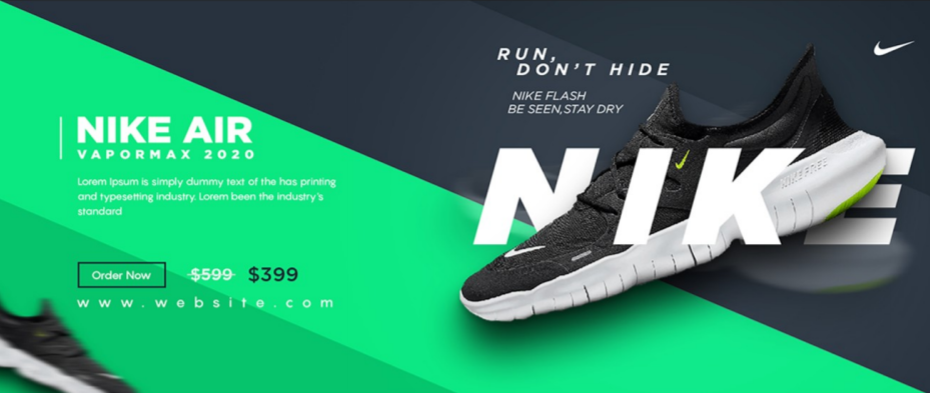 RUN,
DON'T HIDE
NIKE FLASH
BE SEEN,STAY DRY
NIKE
NIKE FREE
NIKE AIR
VAPORMAX 2020
Lorem Ipsum is simply dummy text of the has printing
and typesetting industry. Lorem been the industry's
standard
Order Now $599 $399
www.website.com